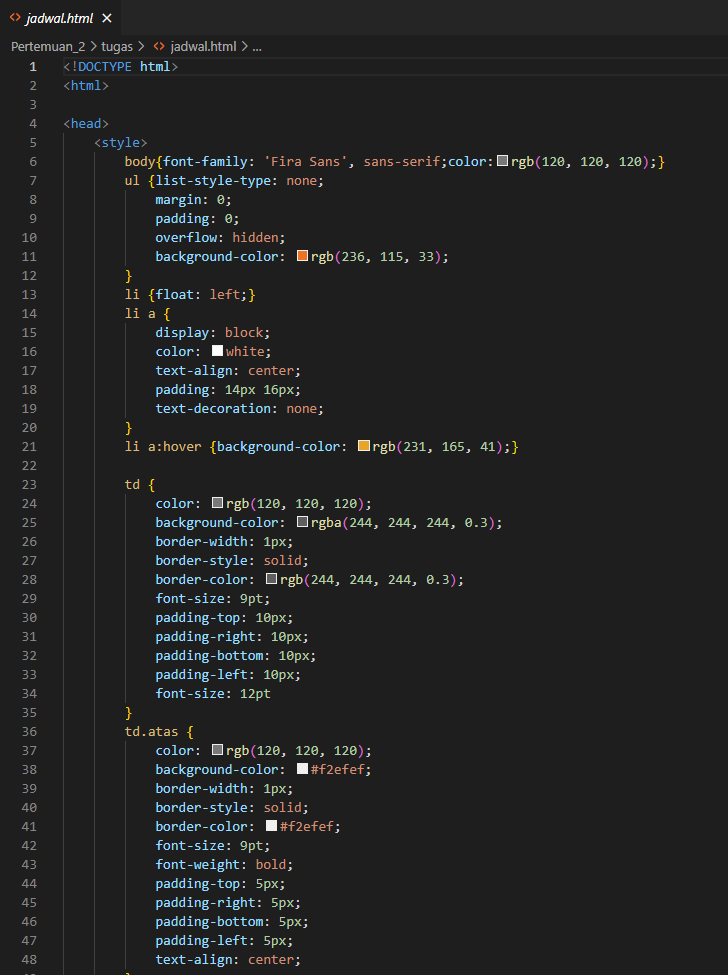 jadwal.html
Pertemuan_2 > tugas > jadwal.html > ...
1 <!DOCTYPE html>
2 <html>
3
4 <head>
5 <style>
6 body{font-family: 'Fira Sans', sans-serif;color:rgb(120, 120, 120);}
7 ul {list-style-type: none;
8 margin: 0;
9 padding: 0;
10 overflow: hidden;
11 background-color: rgb(236, 115, 33);
12 }
13 li {float: left;}
14 li a {
15 display: block;
16 color: white;
17 text-align: center;
18 padding: 14px 16px;
19 text-decoration: none;
20 }
21 li a:hover {background-color: rgb(231, 165, 41);}
22
23 td {
24 color: rgb(120, 120, 120);
25 background-color: rgba(244, 244, 244, 0.3);
26 border-width: 1px;
27 border-style: solid;
28 border-color: rgb(244, 244, 244, 0.3);
29 font-size: 9pt;
30 padding-top: 10px;
31 padding-right: 10px;
32 padding-bottom: 10px;
33 padding-left: 10px;
34 font-size: 12pt
35 }
36 td.atas {
37 color: rgb(120, 120, 120);
38 background-color: #f2efef;
39 border-width: 1px;
40 border-style: solid;
41 border-color: #f2efef;
42 font-size: 9pt;
43 font-weight: bold;
44 padding-top: 5px;
45 padding-right: 5px;
46 padding-bottom: 5px;
47 padding-left: 5px;
48 text-align: center;